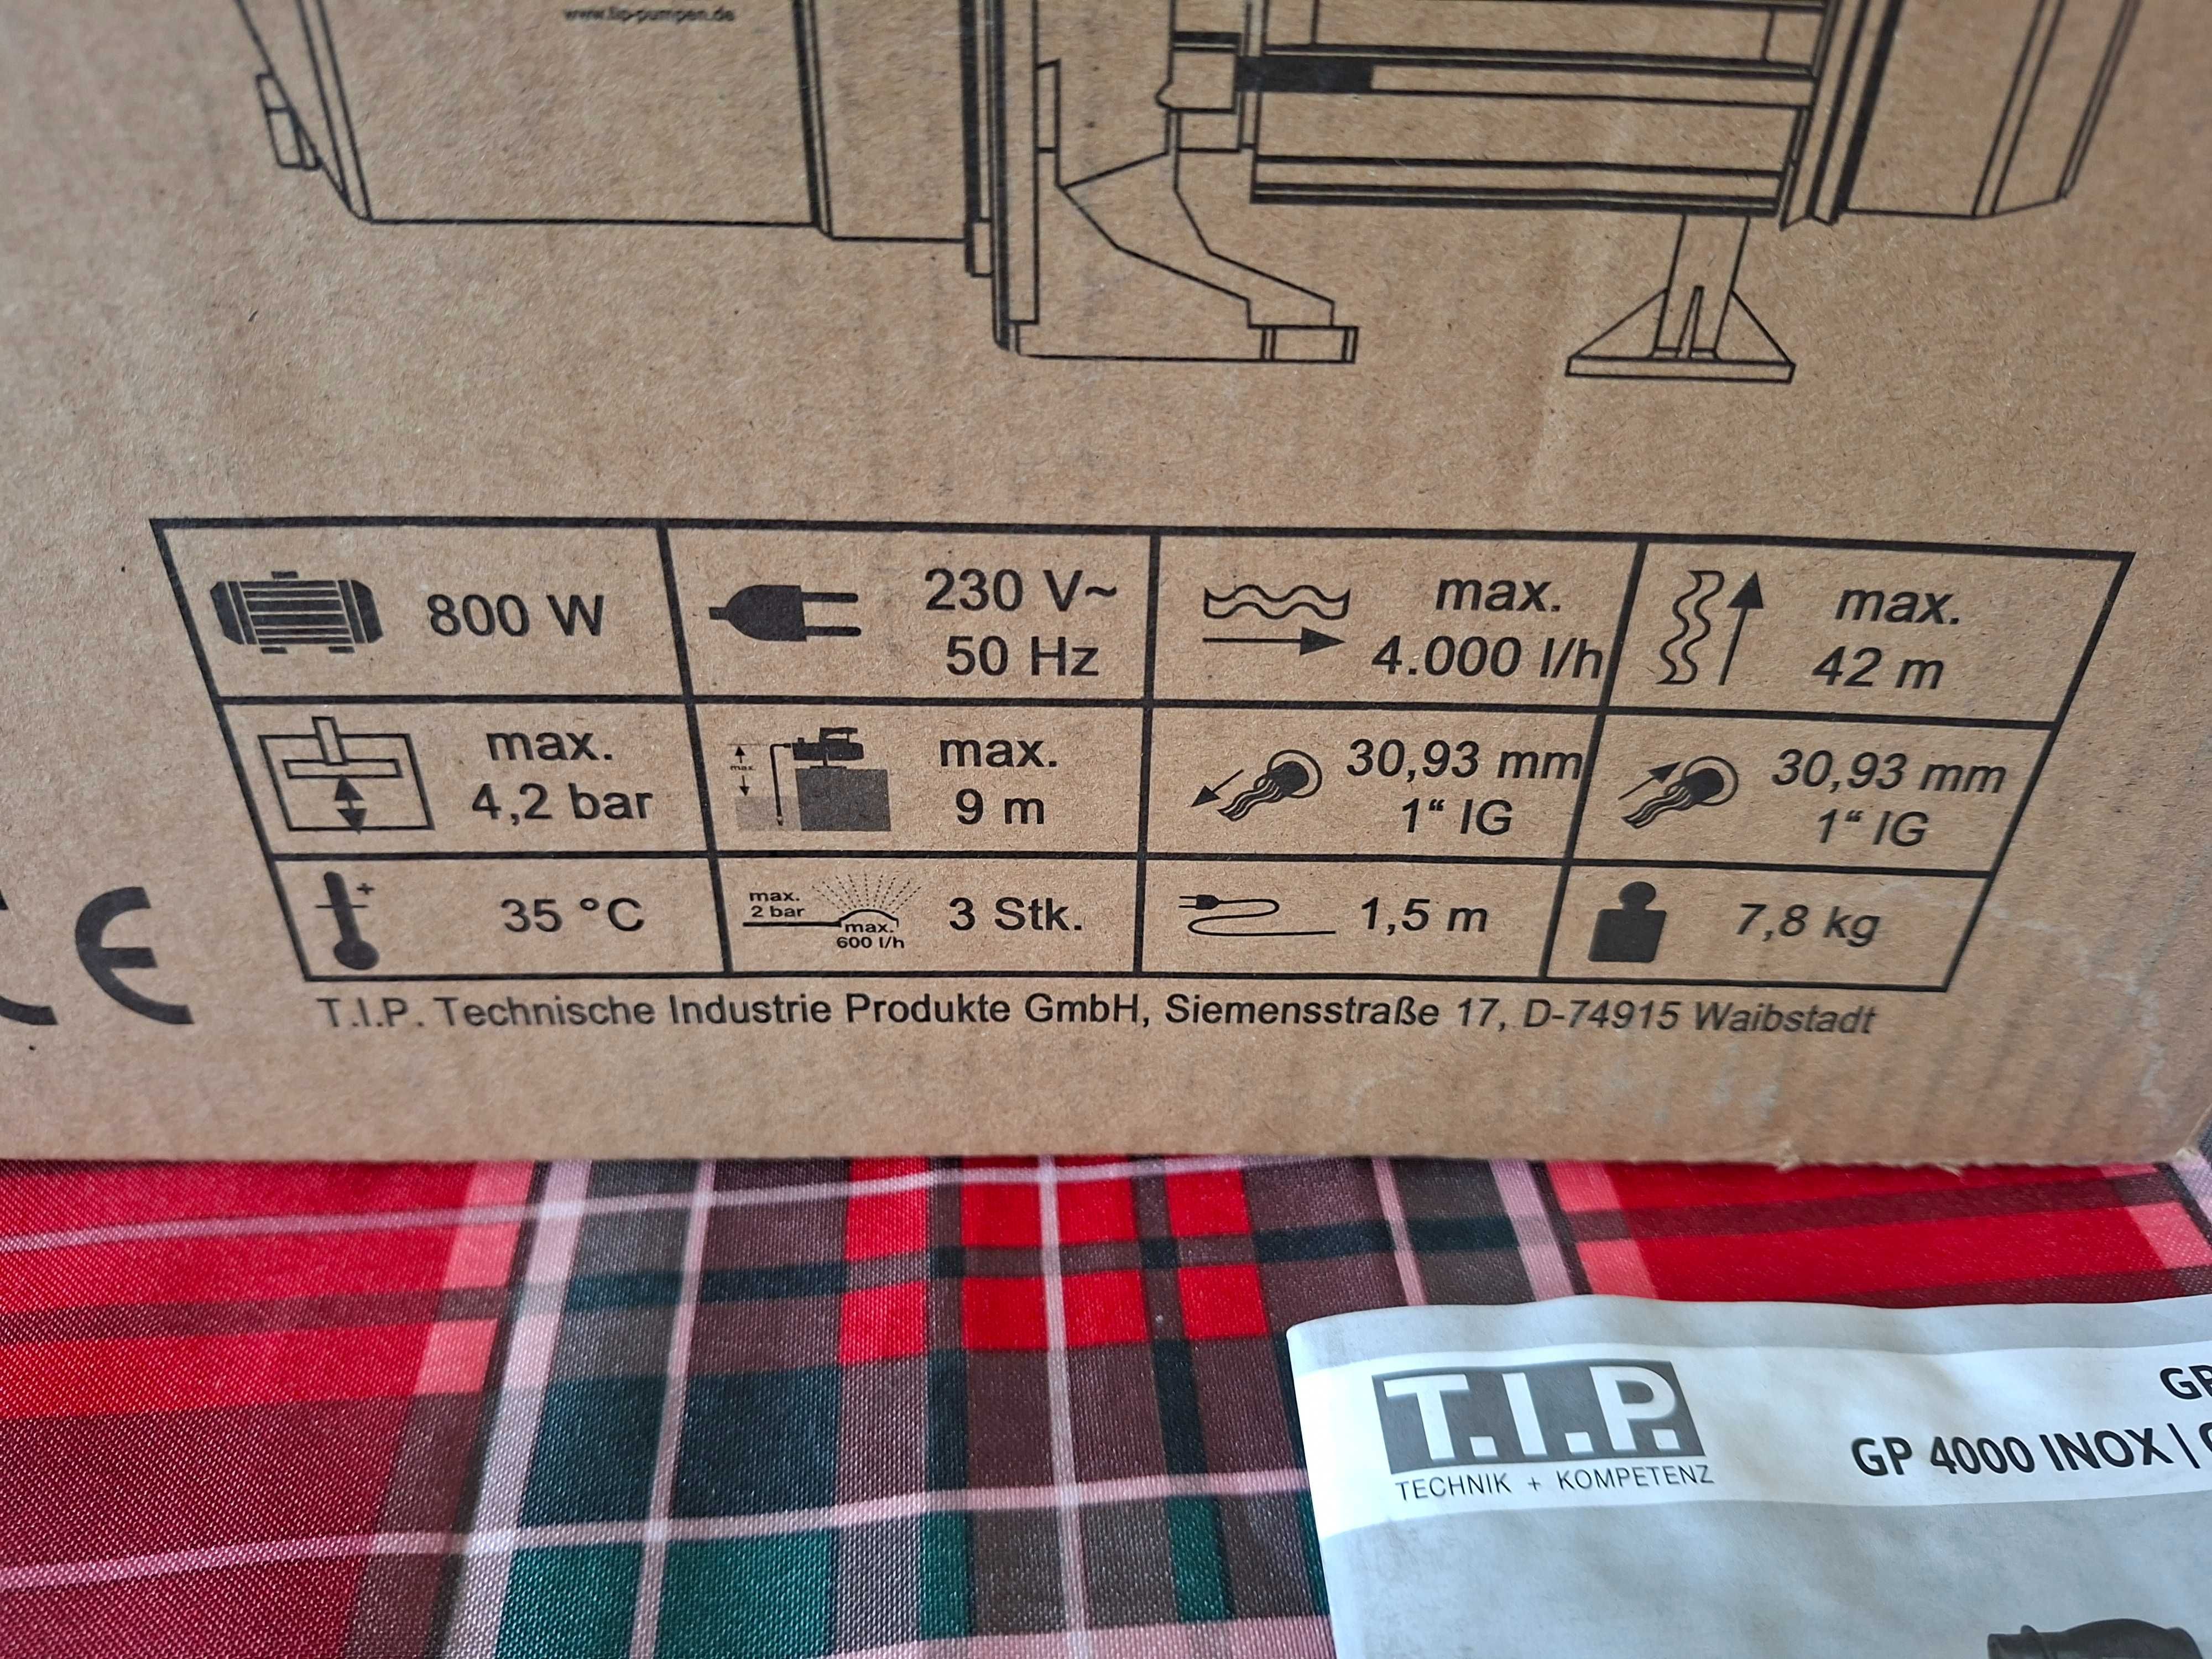 www.tip-pumpen.de
800 W
230 V~
50 Hz
max.
4.000 l/h
max.
42 m
max.
4,2 bar
max.
max.
9 m
30,93 mm
1“ IG
30,93 mm
1“ IG
+
35 °C
max.
2 bar
max.
600 l/h
3 Stk.
1,5 m
7,8 kg
CE
T.I.P. Technische Industrie Produkte GmbH, Siemensstraße 17, D-74915 Waibstadt
T.I.P.
TECHNIK + KOMPETENZ
GP 4000 INOX |